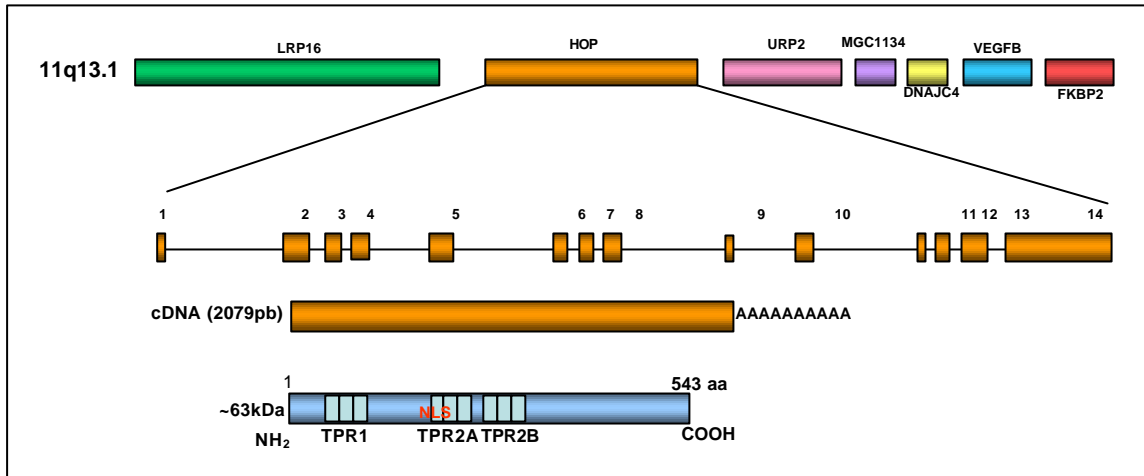 LRP16 HOP URP2 MGC1134 VEGFB
11q13.1
DNAJC4 FKBP2
1 2 3 4 5 6 7 8 9 10 11 12 13 14
cDNA (2079pb) AAAAAAAAAA
1 543 aa
~63kDa NLS
NH₂ TPR1 TPR2A TPR2B COOH